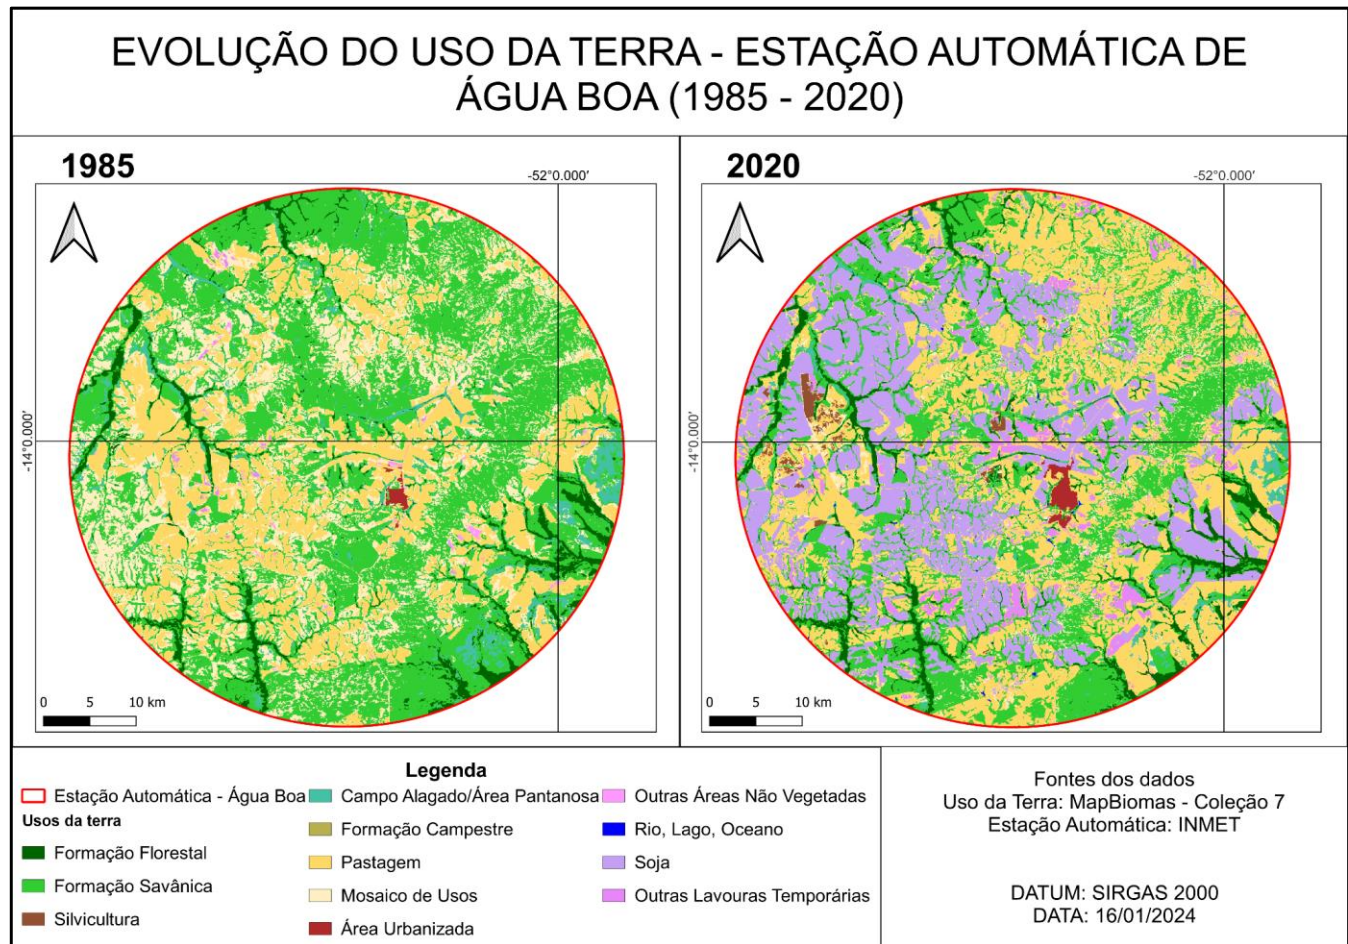 EVOLUÇÃO DO USO DA TERRA - ESTAÇÃO AUTOMÁTICA DE
ÁGUA BOA (1985 - 2020)
1985
-52°0.000'
-14°0.000'
0 5 10 km
2020
-52°0.000'
-14°0.000'
0 5 10 km
Legenda
Estação Automática - Água Boa
Usos da terra
Formação Florestal
Formação Savânica
Silvicultura
Campo Alagado/Área Pantanosa
Formação Campestre
Pastagem
Mosaico de Usos
Área Urbanizada
Outras Áreas Não Vegetadas
Rio, Lago, Oceano
Soja
Outras Lavouras Temporárias
Fontes dos dados
Uso da Terra: MapBiomas - Coleção 7
Estação Automática: INMET
DATUM: SIRGAS 2000
DATA: 16/01/2024